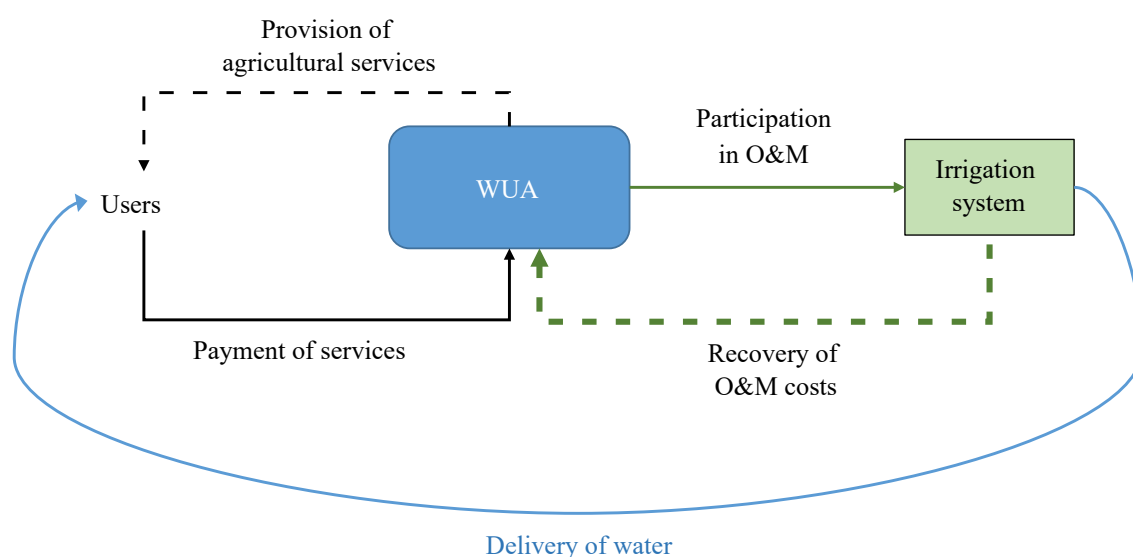 Provision of
agricultural services
Participation
in O&M
WUA
Irrigation
system
Users
Payment of services
Recovery of
O&M costs
Delivery of water